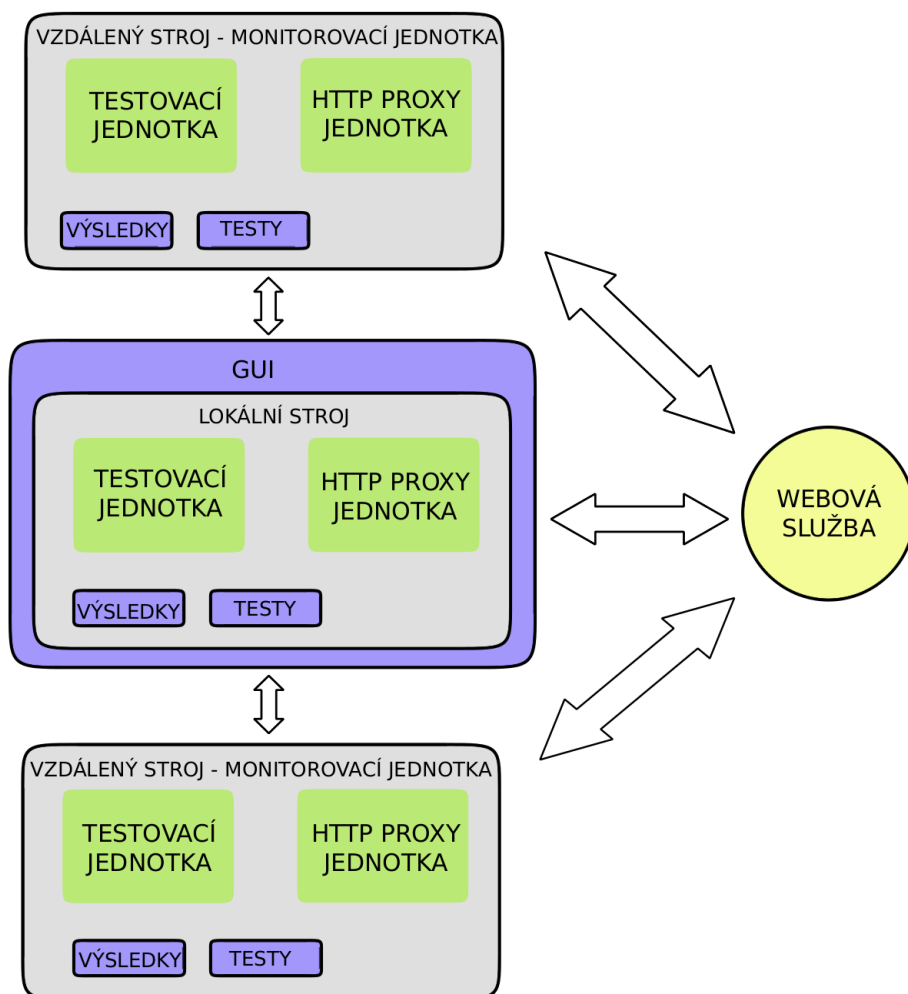 VZDÁLENÝ STROJ - MONITOROVACÍ JEDNOTKA
TESTOVACÍ
JEDNOTKA
HTTP PROXY
JEDNOTKA
VÝSLEDKY
TESTY
GUI
LOKÁLNÍ STROJ
TESTOVACÍ
JEDNOTKA
HTTP PROXY
JEDNOTKA
VÝSLEDKY
TESTY
WEBOVÁ
SLUŽBA
VZDÁLENÝ STROJ - MONITOROVACÍ JEDNOTKA
TESTOVACÍ
JEDNOTKA
HTTP PROXY
JEDNOTKA
VÝSLEDKY
TESTY